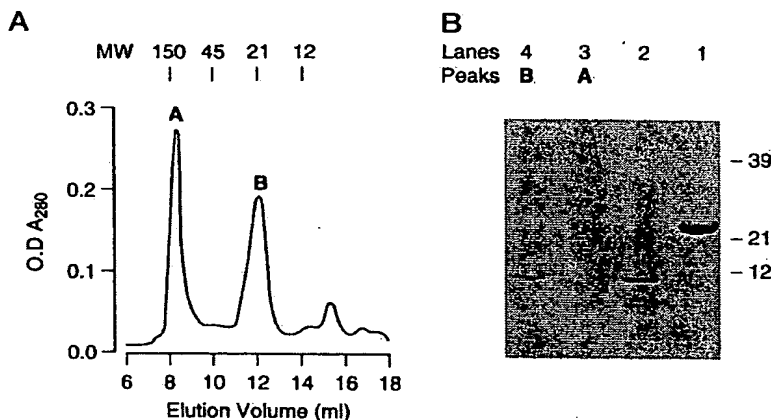 A
MW 150 45 21 12
0.3
0.2
0.1
0.0
O.D A280
A
B
6 8 10 12 14 16 18
Elution Volume (ml)
B
Lanes 4 3 2 1
Peaks B A
- 39
- 21
- 12